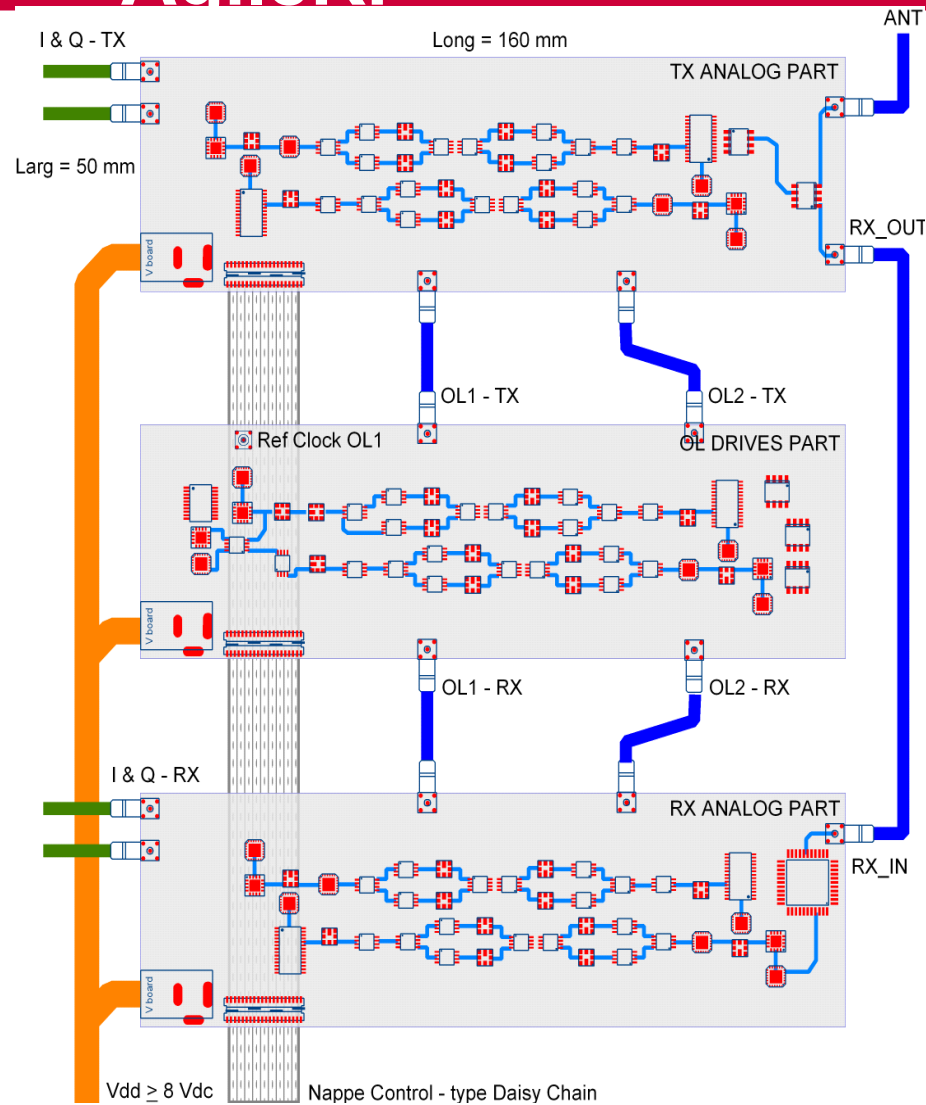 ANT
I & Q - TX
Long = 160 mm
TX ANALOG PART
Larg = 50 mm
RX_OUT
V board
OL1 - TX
OL2 - TX
Ref Clock OL1
OL DRIVES PART
V board
OL1 - RX
OL2 - RX
I & Q - RX
RX ANALOG PART
RX_IN
V board
Vdd ≥ 8 Vdc
Nappe Control - type Daisy Chain